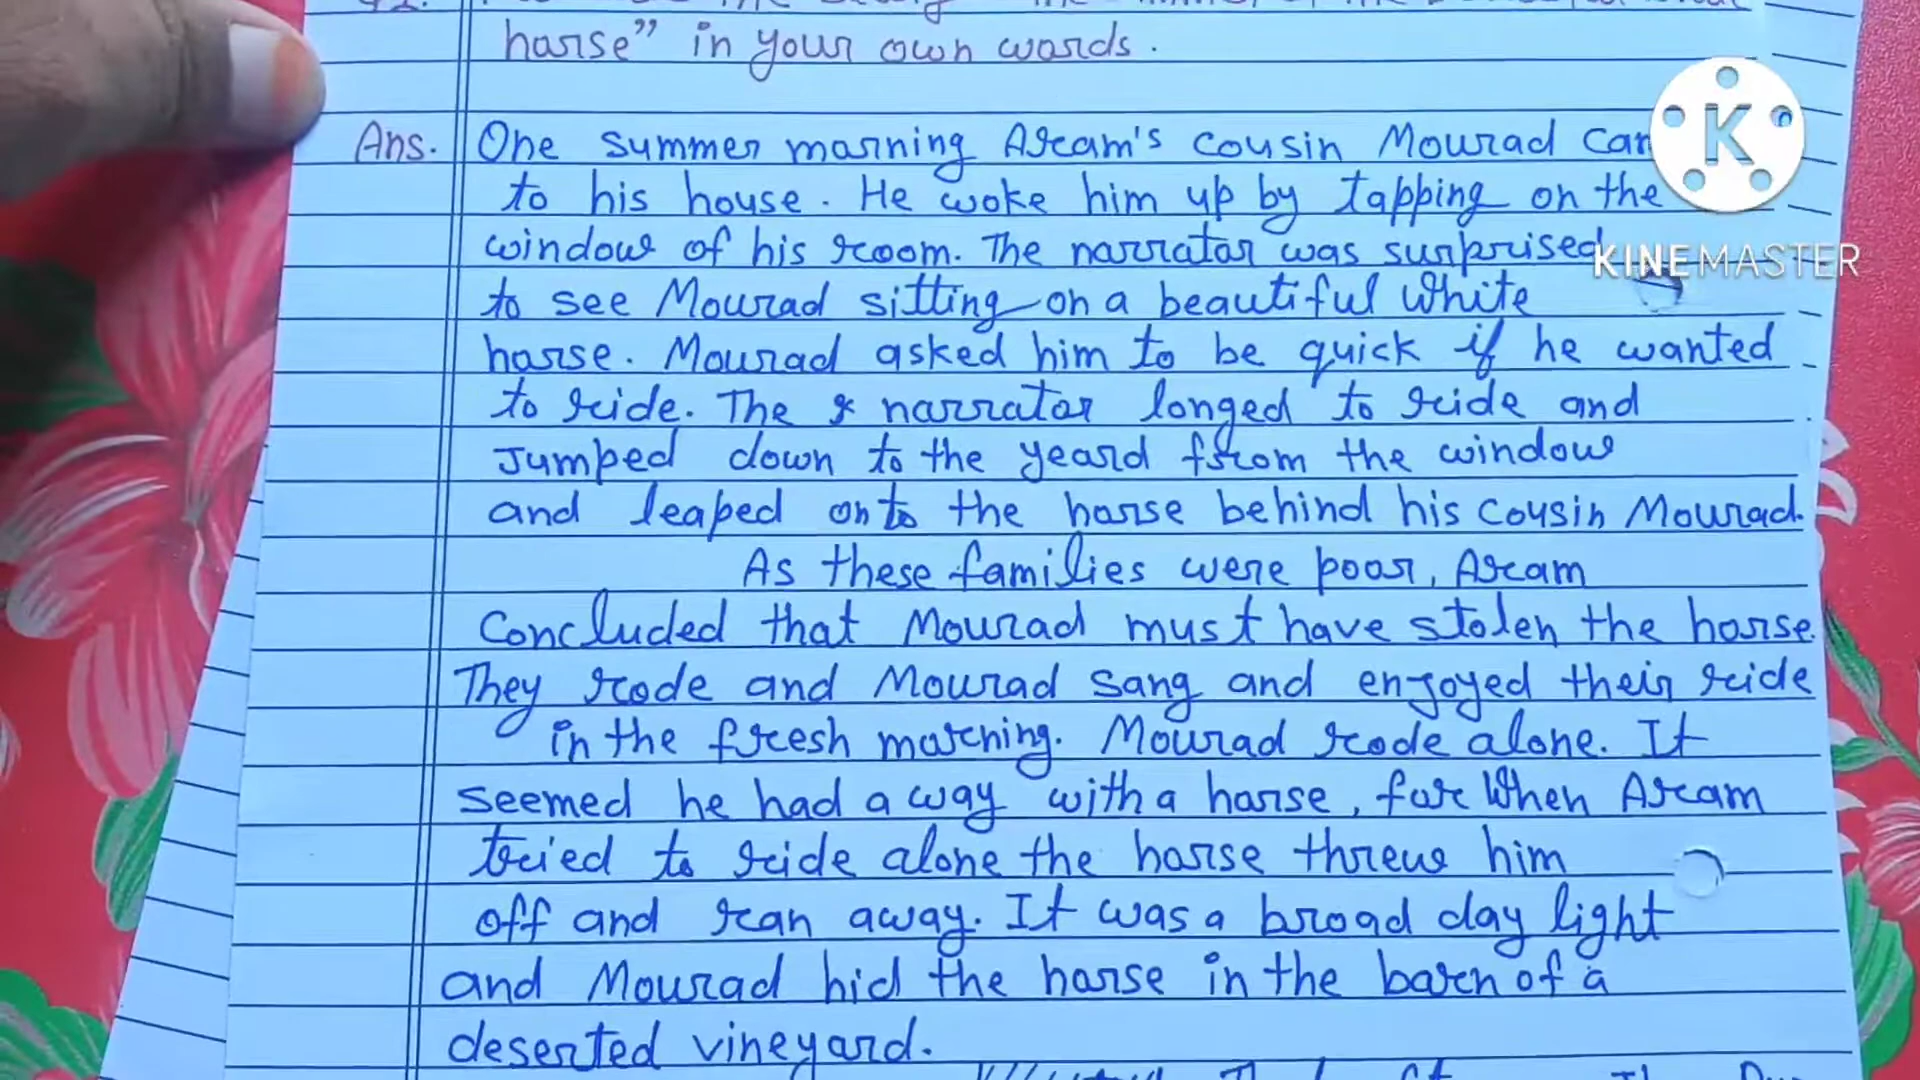 horse" in your own words.
Ans. One summer morning Aram's cousin Mourad
to his house. He woke him up by tapping on the
window of his room. The narrator was surprised
KINEMASTER
to see Mourad sitting on a beautiful white
horse. Mourad asked him to be quick if he wanted
to ride. The narrator longed to ride and
Jumped down to the yeard from the window
and leaped onto the horse behind his cousin Mourad.
As these families were poor, Aram
Concluded that Mourad must have stolen the horse.
They rode and Mourad sang and enjoyed their ride
in the fresh morning. Mourad rode alone. It
seemed he had a way with a horse, for When Aram
tried to ride alone the horse threw him
off and ran away. It was a broad day light
and Mourad hid the horse in the barn of a
deserted vineyard.